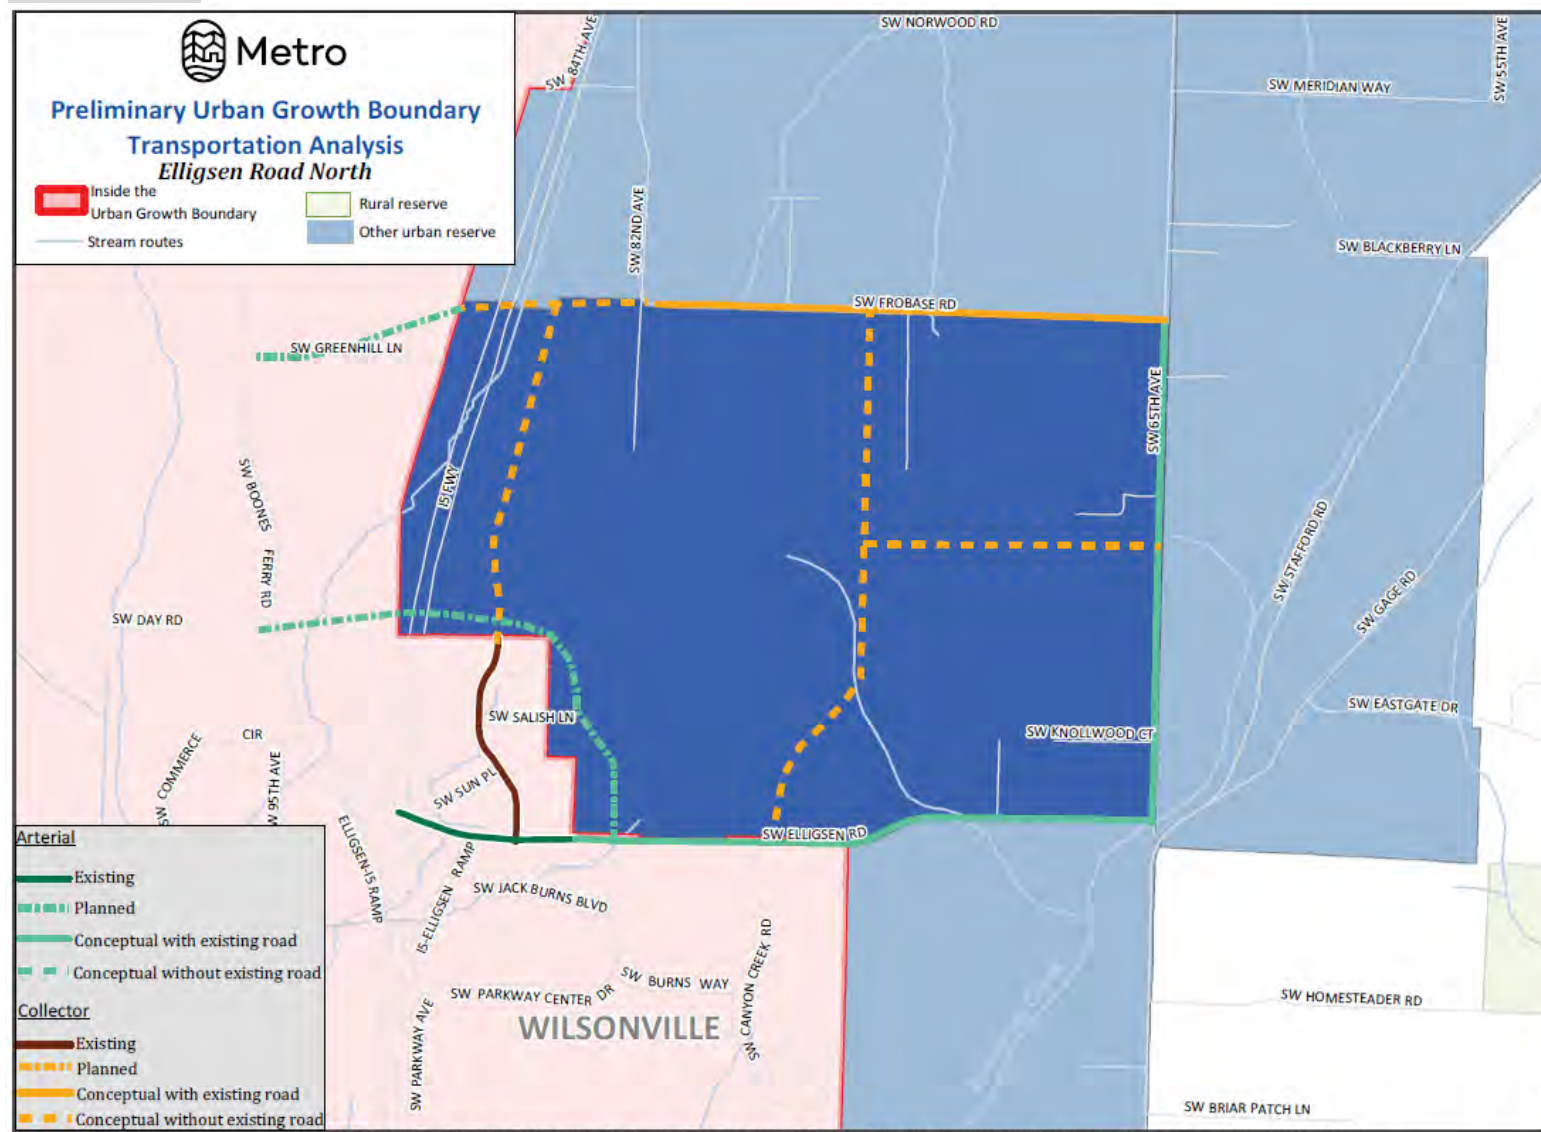 Metro
Preliminary Urban Growth Boundary
Transportation Analysis
Elligsen Road North
Inside the
Urban Growth Boundary
Stream routes
Rural reserve
Other urban reserve
SW NORWOOD RD
SW 84TH AVE
SW MERIDIAN WAY
SW 55TH AVE
SW 82ND AVE
SW BLACKBERRY LN
SW FROBASE RD
SW GREENHILL LN
SW 65TH AVE
I5 FWY
SW BOONES FERRY RD
SW STAFFORD RD
SW GAGE RD
SW DAY RD
SW SALISH LN
SW EASTGATE DR
SW KNOLLWOOD CT
SW COMMERCE CIR
SW 95TH AVE
SW SUN PL
SW ELLIGSEN RD
ELLIGSEN-I5 RAMP
I5-ELLIGSEN RAMP
SW JACK BURNS BLVD
SW BURNS WAY
SW CANYON CREEK RD
SW PARKWAY CENTER DR
SW PARKWAY AVE
WILSONVILLE
SW HOMESTEADER RD
SW BRIAR PATCH LN
Arterial
Existing
Planned
Conceptual with existing road
Conceptual without existing road
Collector
Existing
Planned
Conceptual with existing road
Conceptual without existing road